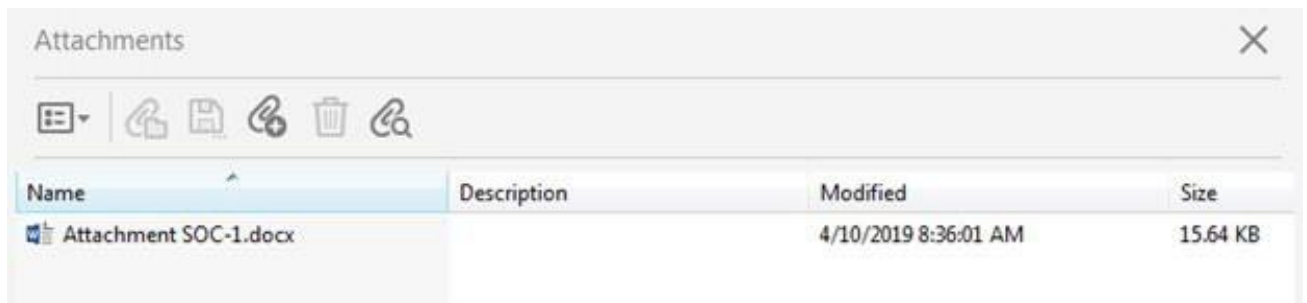 Attachments
Name Description Modified Size
Attachment SOC-1.docx 4/10/2019 8:36:01 AM 15.64 KB